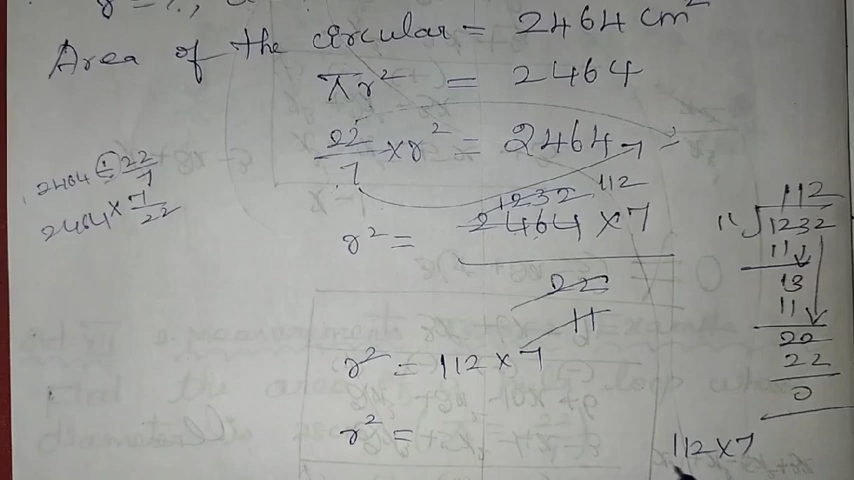 r = ?,
Area of the circular = 2464 cm²
πr² = 2464
22/7 × r² = 2464
2464 ÷ 22/7
2464 × 7/22
1232 112
r² = 2464 × 7
22
11
r² = 112 × 7
r² =
112
11 1232
11
13
11
22
22
0
112 × 7